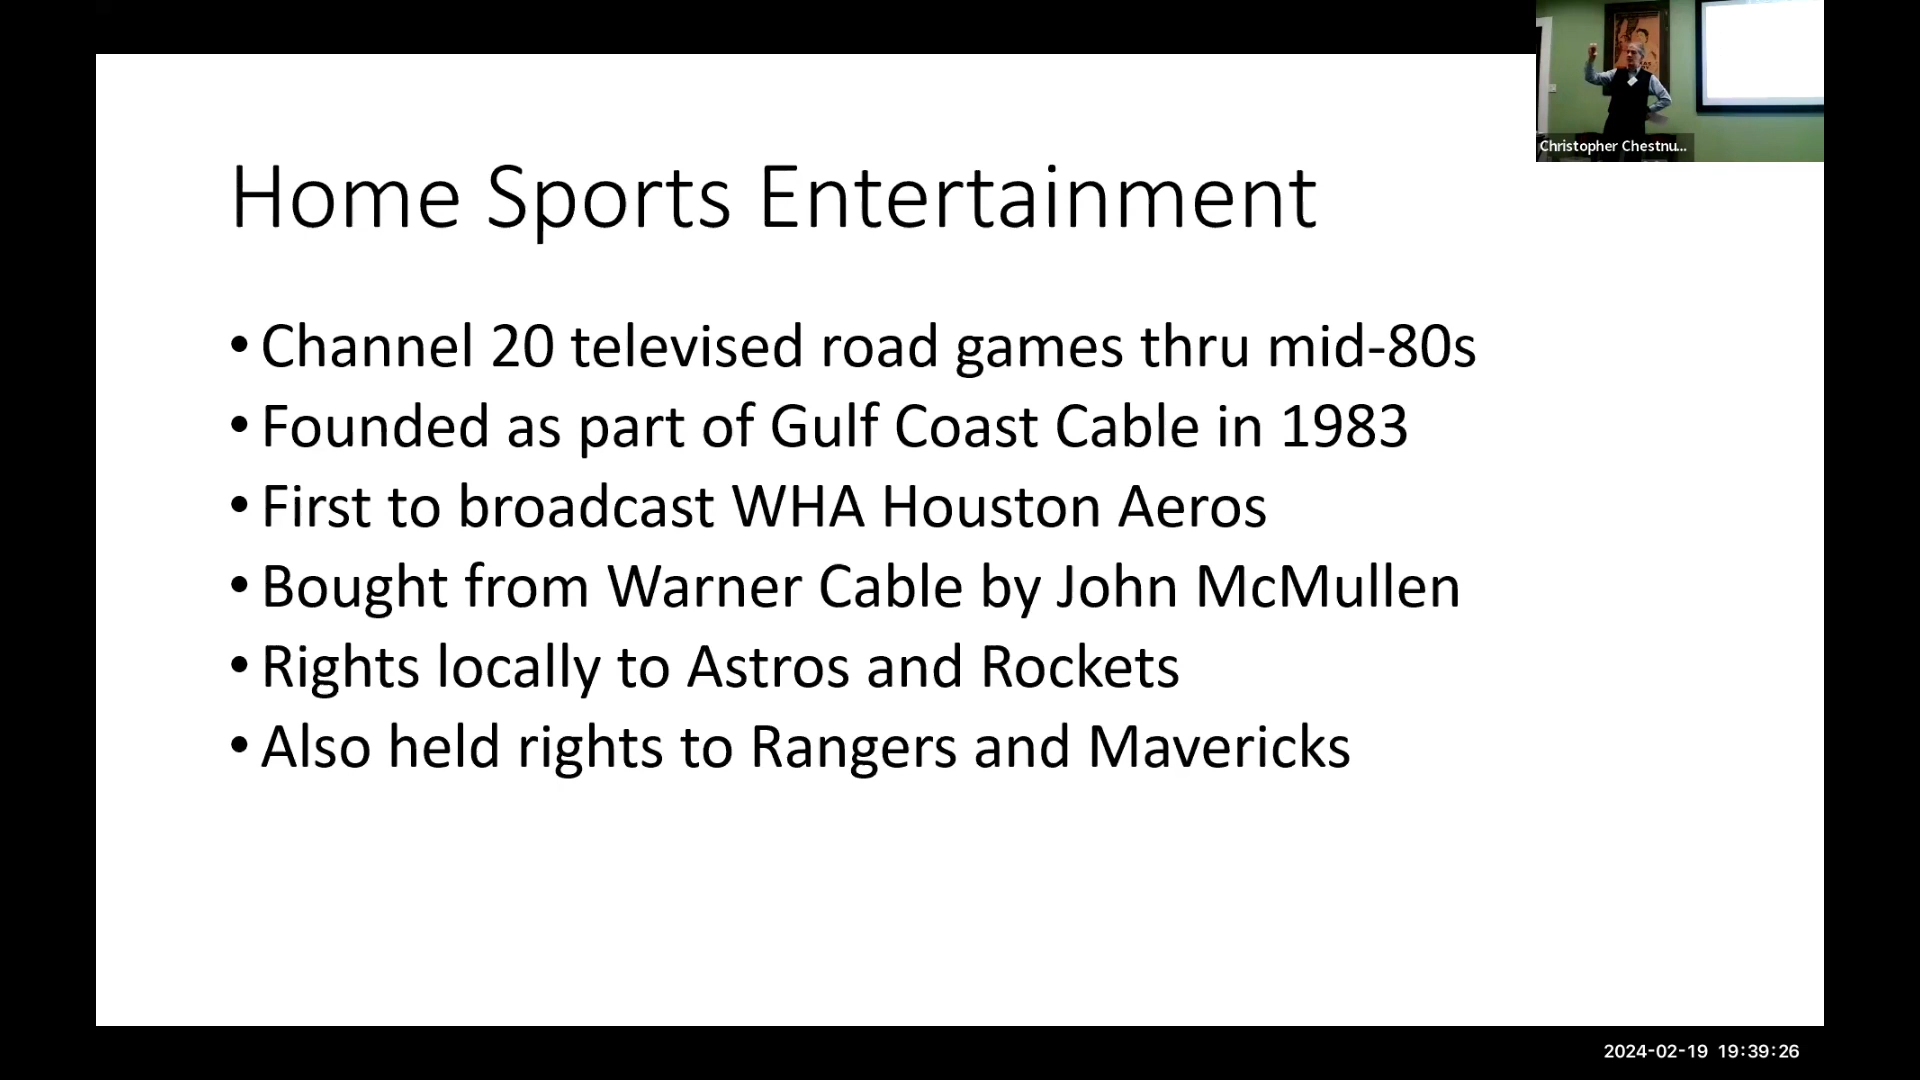 Christopher Chestnu...
Home Sports Entertainment
• Channel 20 televised road games thru mid-80s
• Founded as part of Gulf Coast Cable in 1983
• First to broadcast WHA Houston Aeros
• Bought from Warner Cable by John McMullen
• Rights locally to Astros and Rockets
• Also held rights to Rangers and Mavericks
2024-02-19 19:39:26